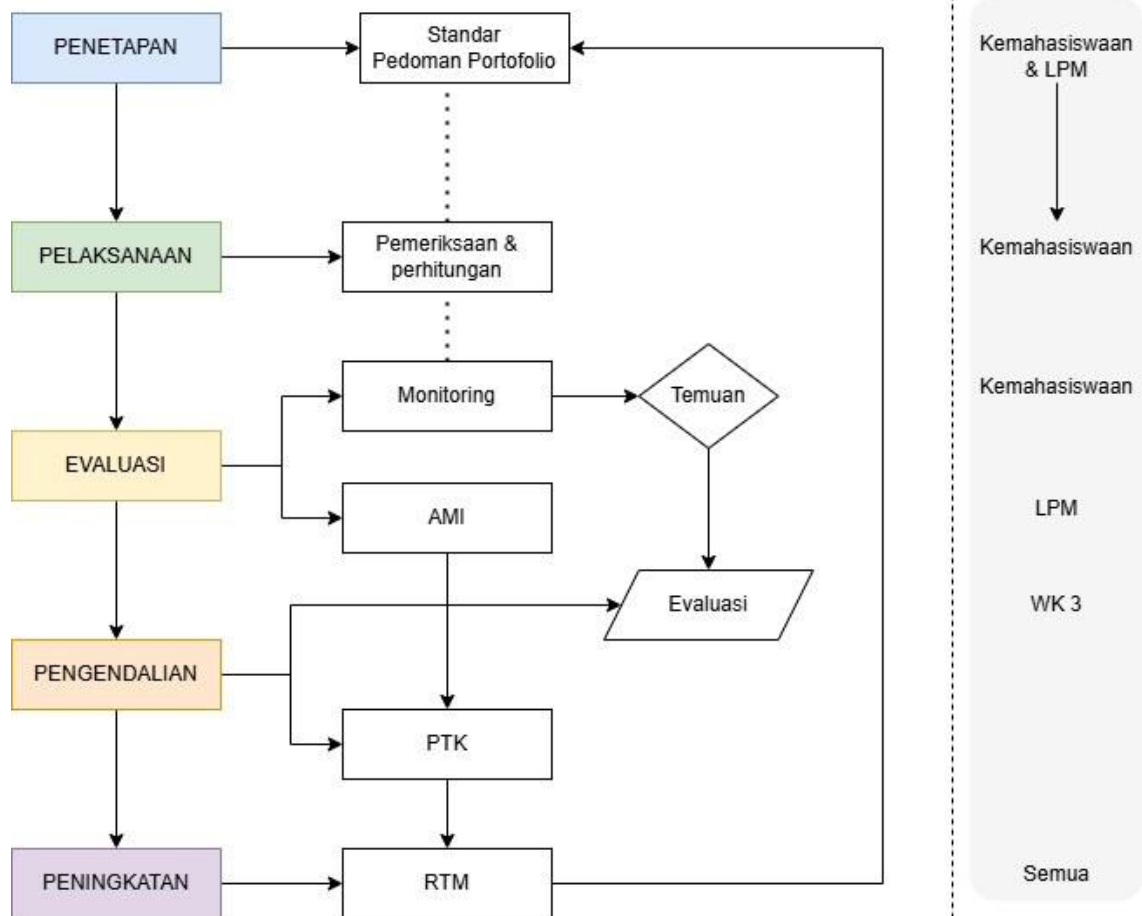 PENETAPAN
Standar
Pedoman Portofolio
Kemahasiswaan
& LPM
PELAKSANAAN
Pemeriksaan &
perhitungan
Kemahasiswaan
Monitoring
Temuan
Kemahasiswaan
EVALUASI
AMI
LPM
Evaluasi
WK 3
PENGENDALIAN
PTK
PENINGKATAN
RTM
Semua